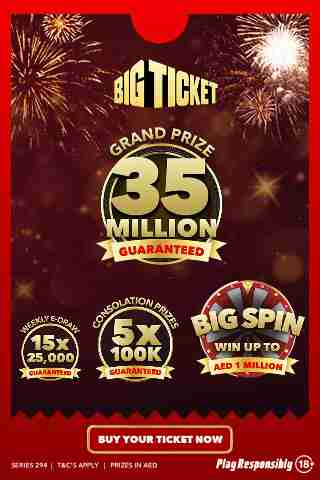 BIG TICKET
GRAND PRIZE
35
MILLION
GUARANTEED
WEEKLY E-DRAW
15x
25,000
GUARANTEED
CONSOLATION PRIZES
5x
100K
GUARANTEED
BIG SPIN
WIN UP TO
AED 1 MILLION
BUY YOUR TICKET NOW
SERIES 294 | T&C'S APPLY | PRIZES IN AED
Play Responsibly 18+